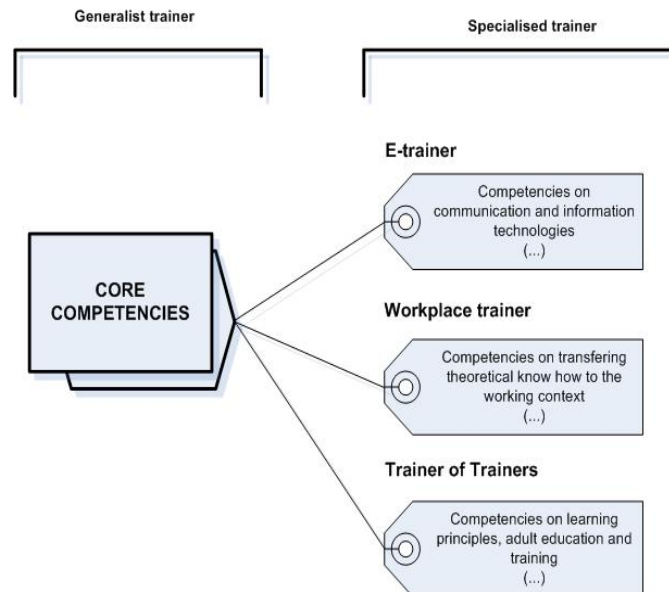 Generalist trainer
Specialised trainer
E-trainer
Competencies on
communication and information
technologies
(...)
CORE
COMPETENCIES
Workplace trainer
Competencies on transfering
theoretical know how to the
working context
(...)
Trainer of Trainers
Competencies on learning
principles, adult education and
training
(...)